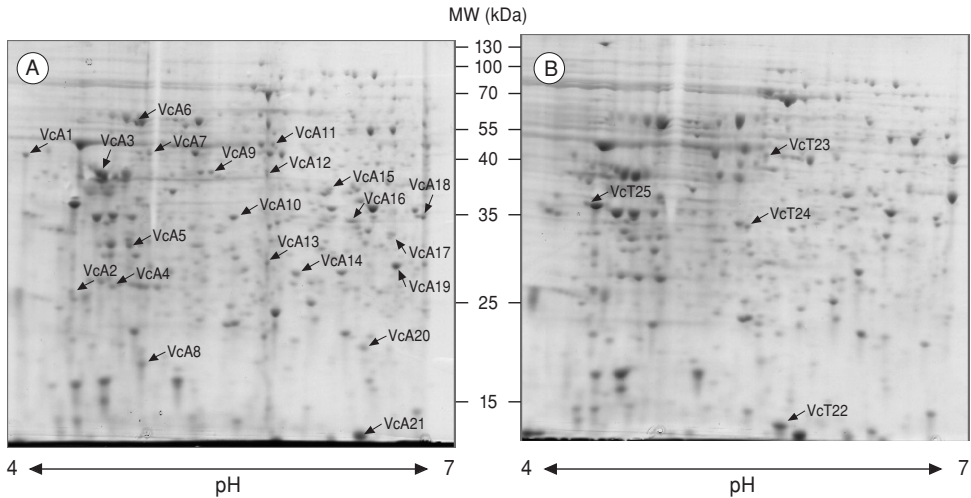 MW (kDa)
A
B
130
100
70
55
40
35
25
15
VcA6
VcA1
VcA3
VcA7
VcA11
VcA9
VcA12
VcA15
VcA18
VcA16
VcA10
VcA5
VcA13
VcA17
VcA14
VcA2
VcA4
VcA19
VcA20
VcA8
VcA21
VcT23
VcT25
VcT24
VcT22
4
7
4
7
pH
pH